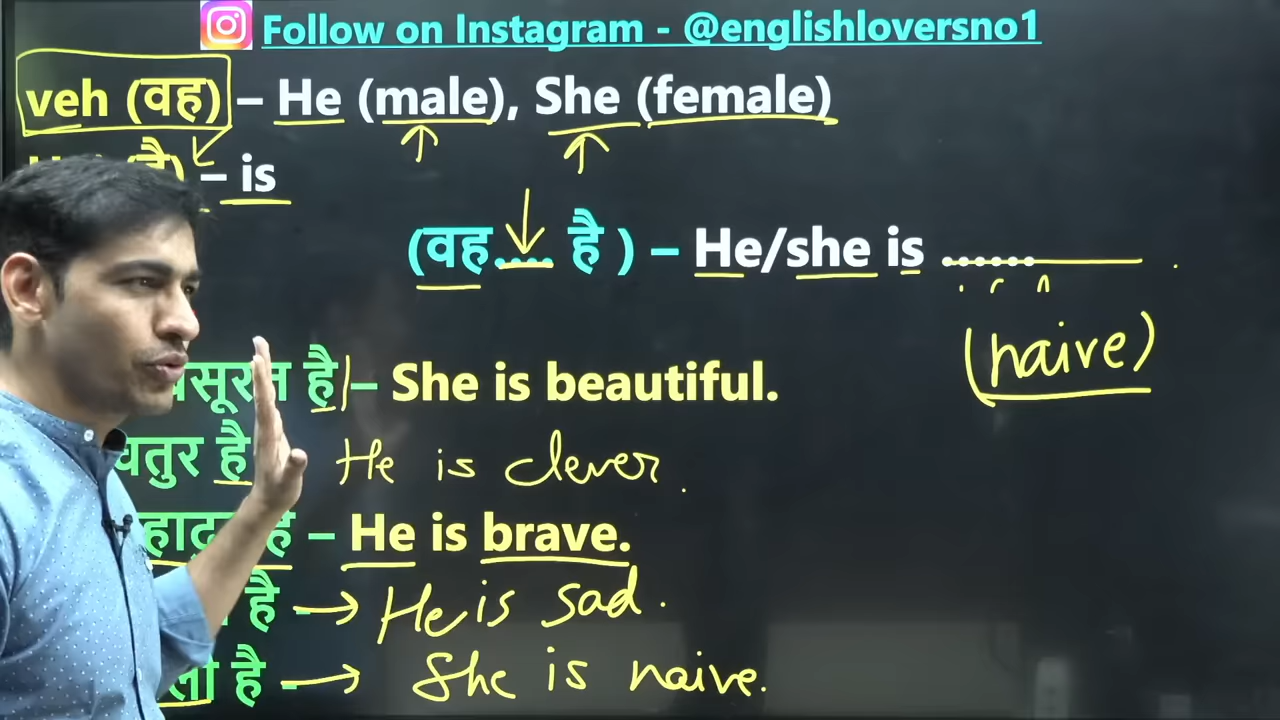 Follow on Instagram - @englishloversno1
veh (वह) – He (male), She (female)
(है) – is
(वह.... है ) – He/she is ......
(naive)
है – She is beautiful.
चतुर है He is clever.
है – He is brave.
है - → He is sad.
है - → She is naive.